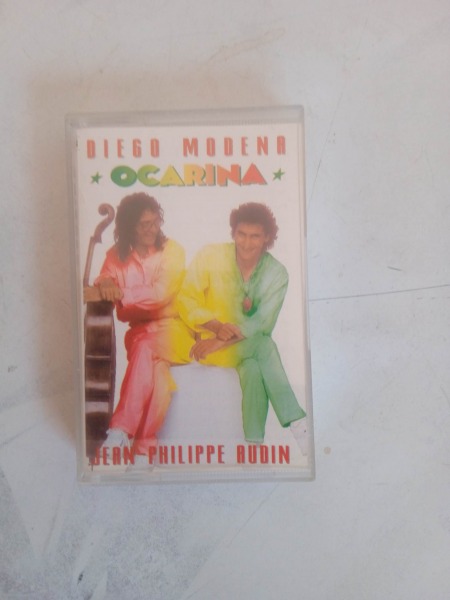 DIEGO MODENA
★ OCARINA ★
JEAN-PHILIPPE AUDIN